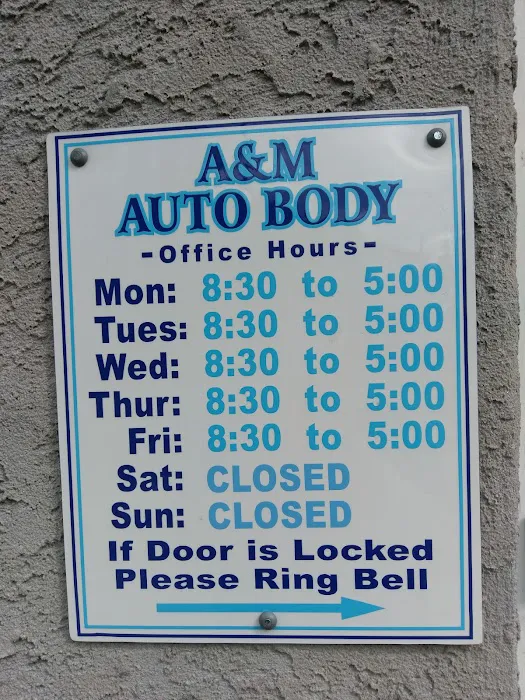 A&M
AUTO BODY
-Office Hours-
Mon: 8:30 to 5:00
Tues: 8:30 to 5:00
Wed: 8:30 to 5:00
Thur: 8:30 to 5:00
Fri: 8:30 to 5:00
Sat: CLOSED
Sun: CLOSED
If Door is Locked
Please Ring Bell